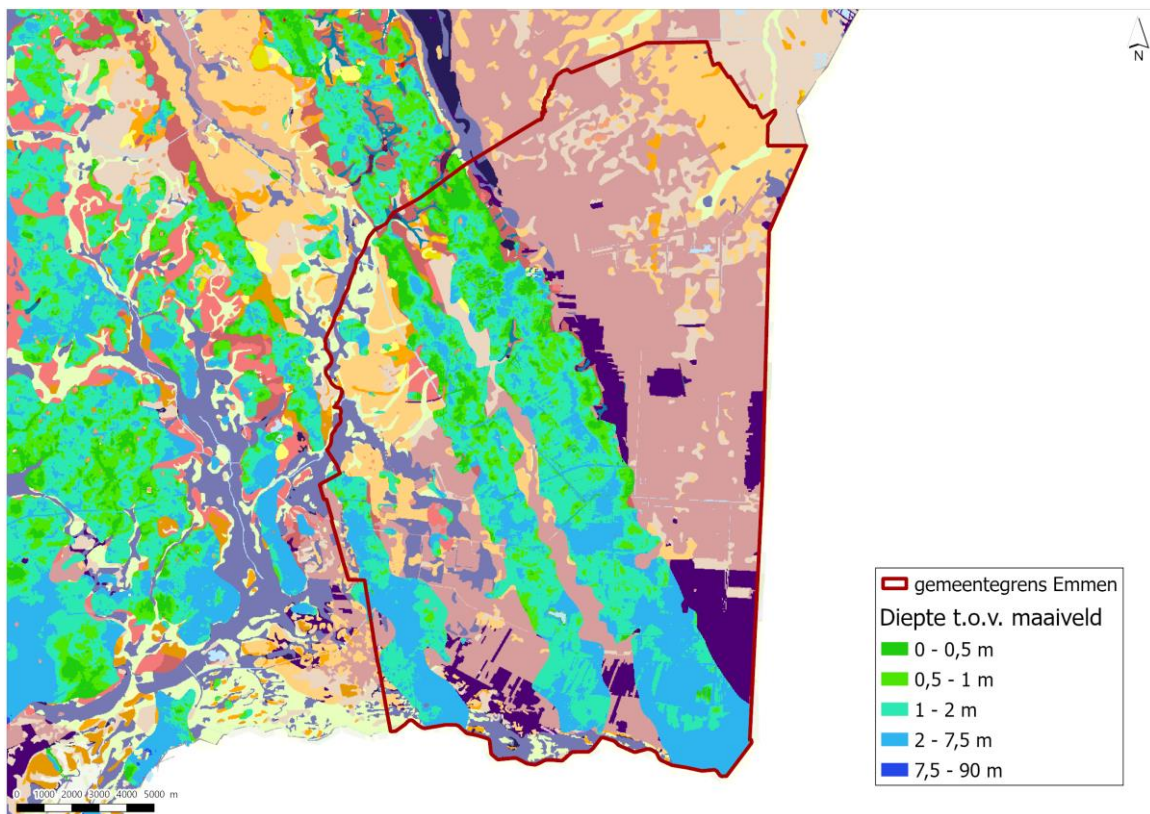 N
gemeentegrens Emmen
Diepte t.o.v. maaiveld
0 - 0,5 m
0,5 - 1 m
1 - 2 m
2 - 7,5 m
7,5 - 90 m
0 1000 2000 3000 4000 5000 m